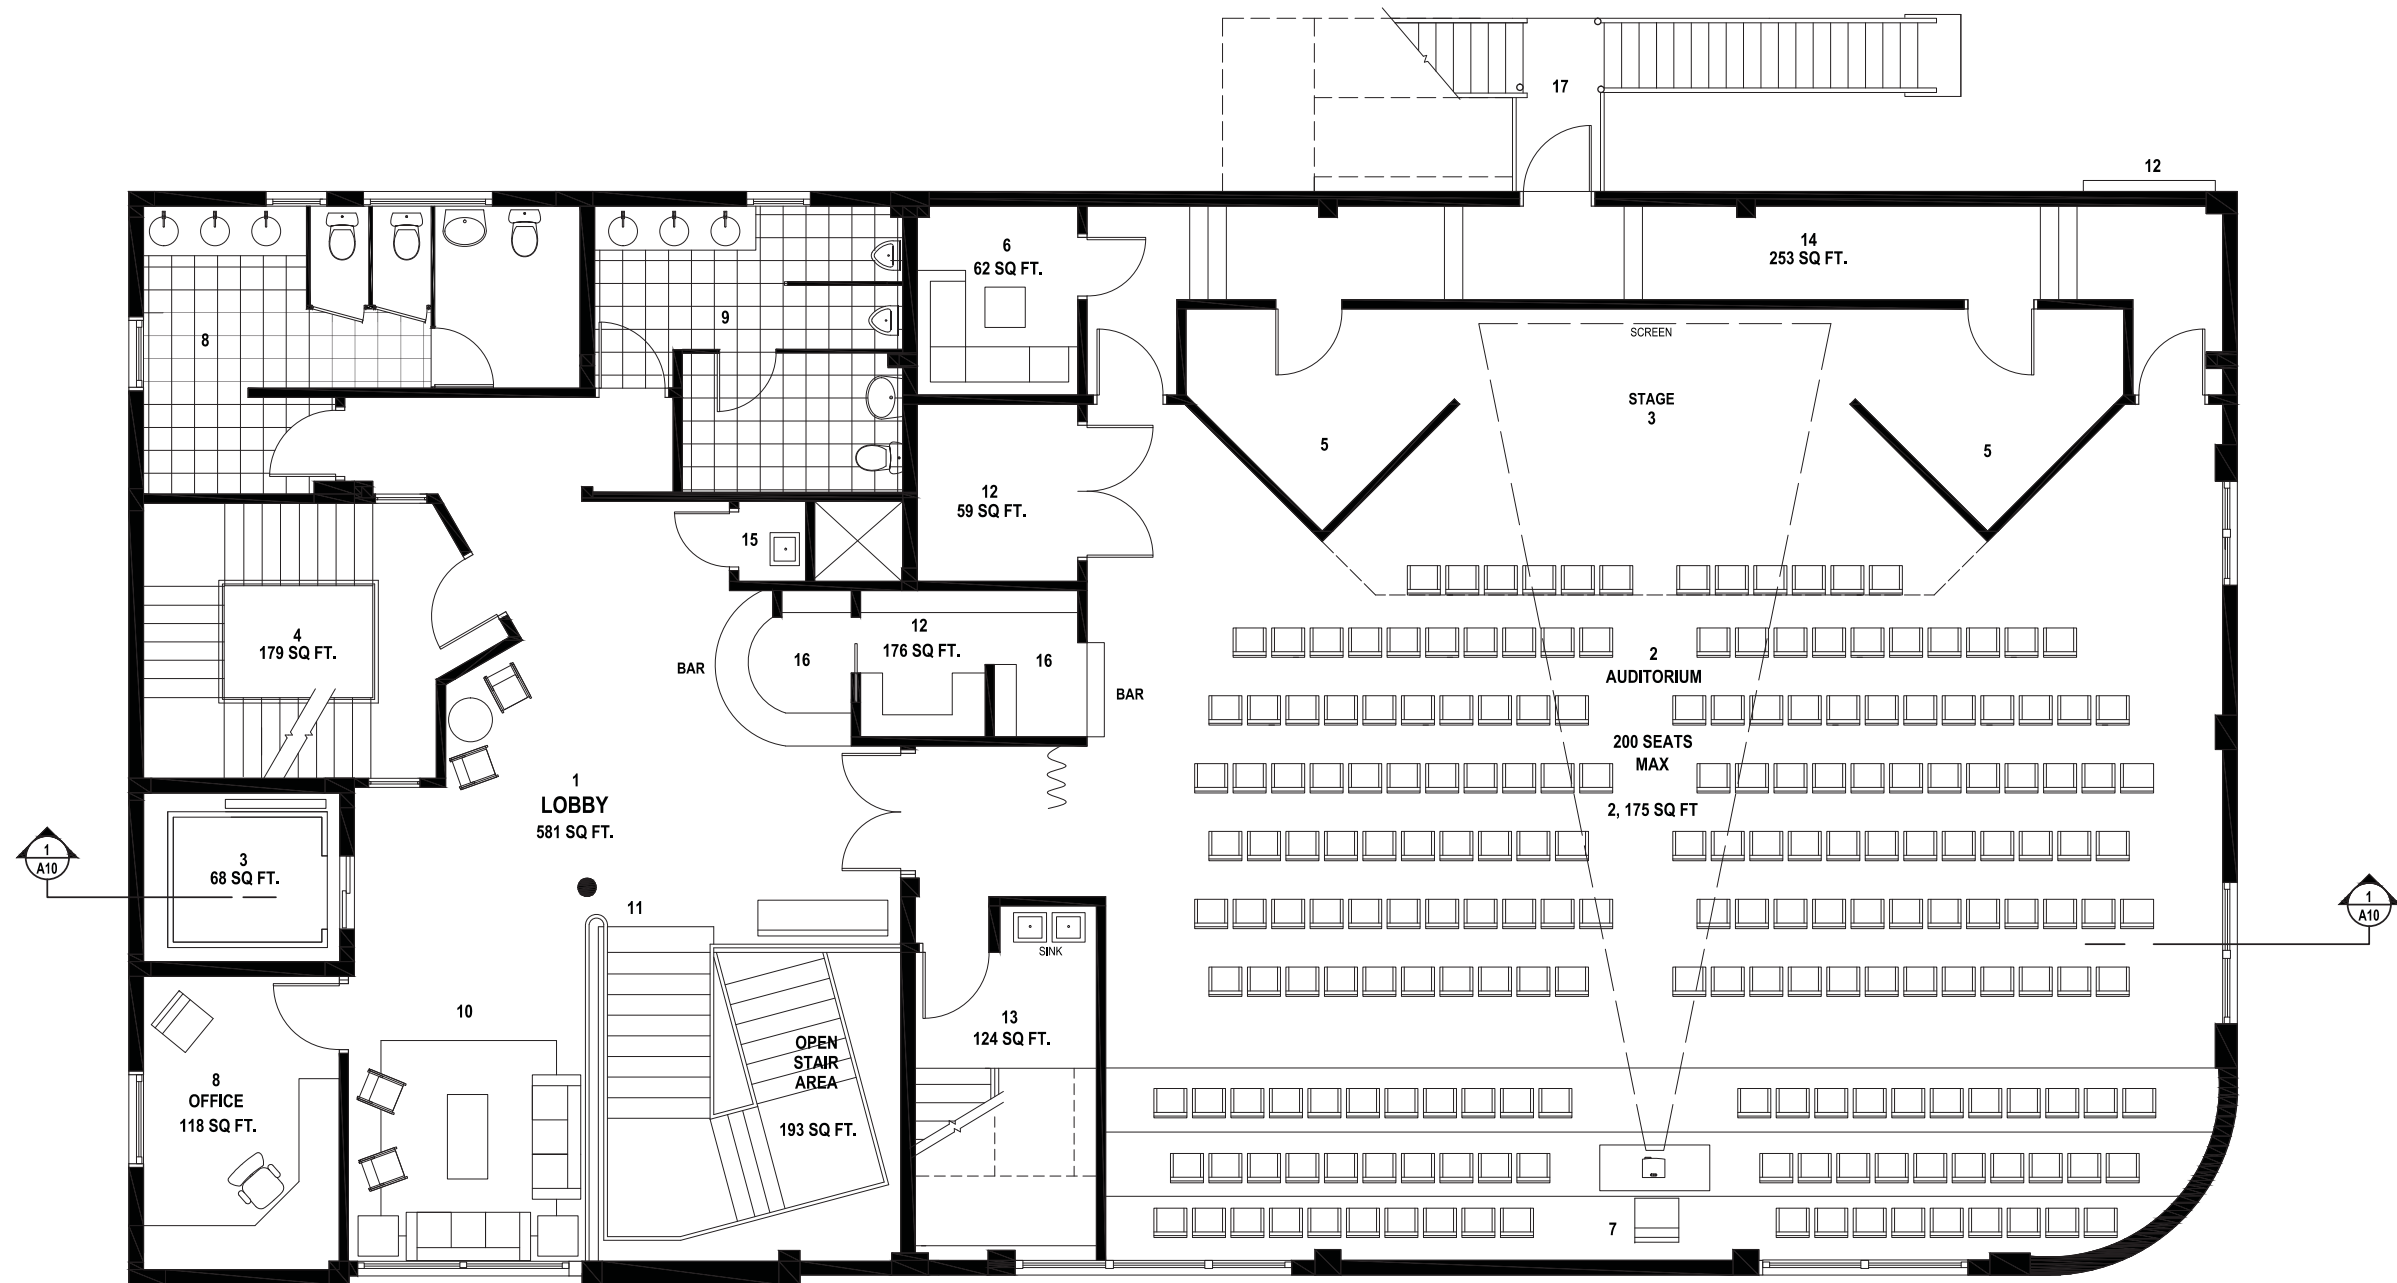 17
12
6
62 SQ FT.
14
253 SQ FT.
9
8
SCREEN
STAGE
3
5
5
12
59 SQ FT.
15
4
179 SQ FT.
12
176 SQ FT.
16
16
BAR
BAR
2
AUDITORIUM
200 SEATS
MAX
2, 175 SQ FT
1
LOBBY
581 SQ FT.
1
A10
3
68 SQ FT.
11
1
A10
SINK
10
13
124 SQ FT.
OPEN
STAIR
AREA
193 SQ FT.
8
OFFICE
118 SQ FT.
7